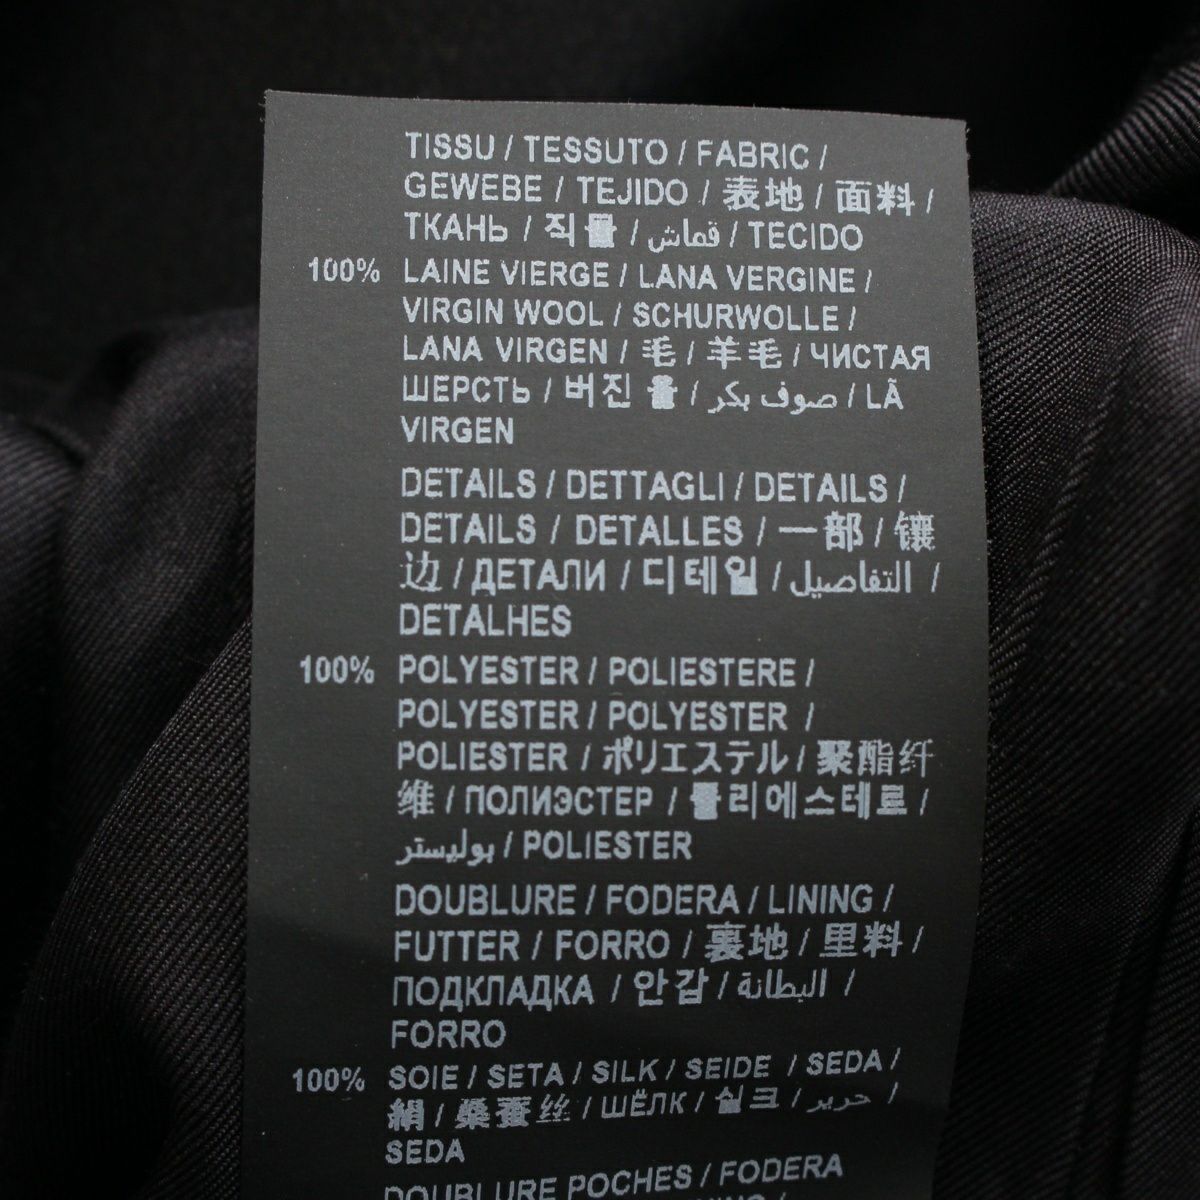 TISSU / TESSUTO / FABRIC /
GEWEBE / TEJIDO / 表地 / 面料 /
ТКАНЬ / 직물 / قماش / TECIDO
100% LAINE VIERGE / LANA VERGINE /
VIRGIN WOOL / SCHURWOLLE /
LANA VIRGEN / 毛 / 羊毛 / ЧИСТАЯ
ШЕРСТЬ / 버진 울 / صوف بكر / LÃ
VIRGEN
DETAILS / DETTAGLI / DETAILS /
DETAILS / DETALLES / 一部 / 镶
边 / ДЕТАЛИ / 디테일 / التفاصيل /
DETALHES
100% POLYESTER / POLIESTERE /
POLYESTER / POLYESTER /
POLIESTER / ポリエステル / 聚酯纤
维 / ПОЛИЭСТЕР / 폴리에스테르 /
بوليستر / POLIESTER
DOUBLURE / FODERA / LINING /
FUTTER / FORRO / 裏地 / 里料 /
ПОДКЛАДКА / 안감 / البطانة /
FORRO
100% SOIE / SETA / SILK / SEIDE / SEDA /
絹 / 桑蚕丝 / ШЁЛК / 실크 / حرير /
SEDA
DOUBLURE POCHES / FODERA